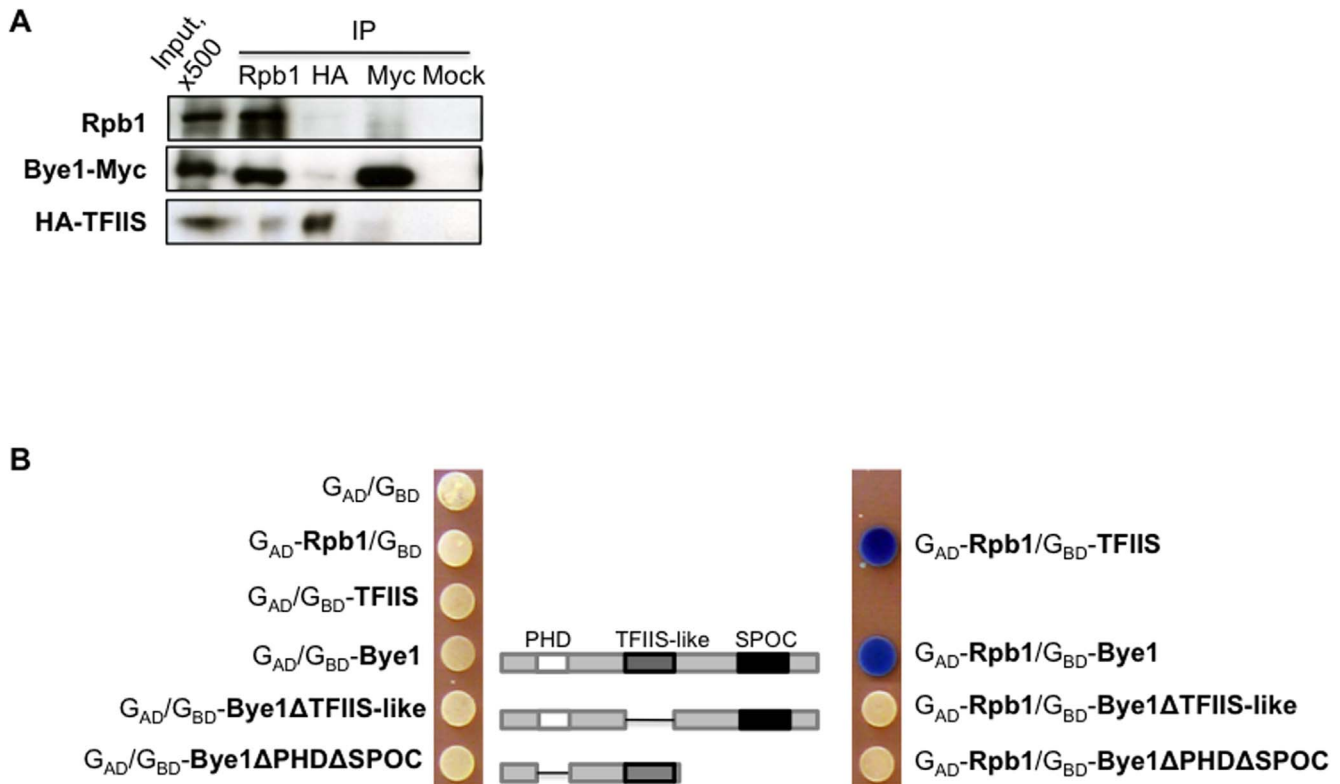 A
Input, x500
IP
Rpb1 HA Myc Mock
Rpb1
Bye1-Myc
HA-TFIIS
B
GAD/GBD
GAD-Rpb1/GBD
GAD/GBD-TFIIS
GAD/GBD-Bye1
GAD/GBD-Bye1ΔTFIIS-like
GAD/GBD-Bye1ΔPHDΔSPOC
PHD TFIIS-like SPOC
GAD-Rpb1/GBD-TFIIS
GAD-Rpb1/GBD-Bye1
GAD-Rpb1/GBD-Bye1ΔTFIIS-like
GAD-Rpb1/GBD-Bye1ΔPHDΔSPOC